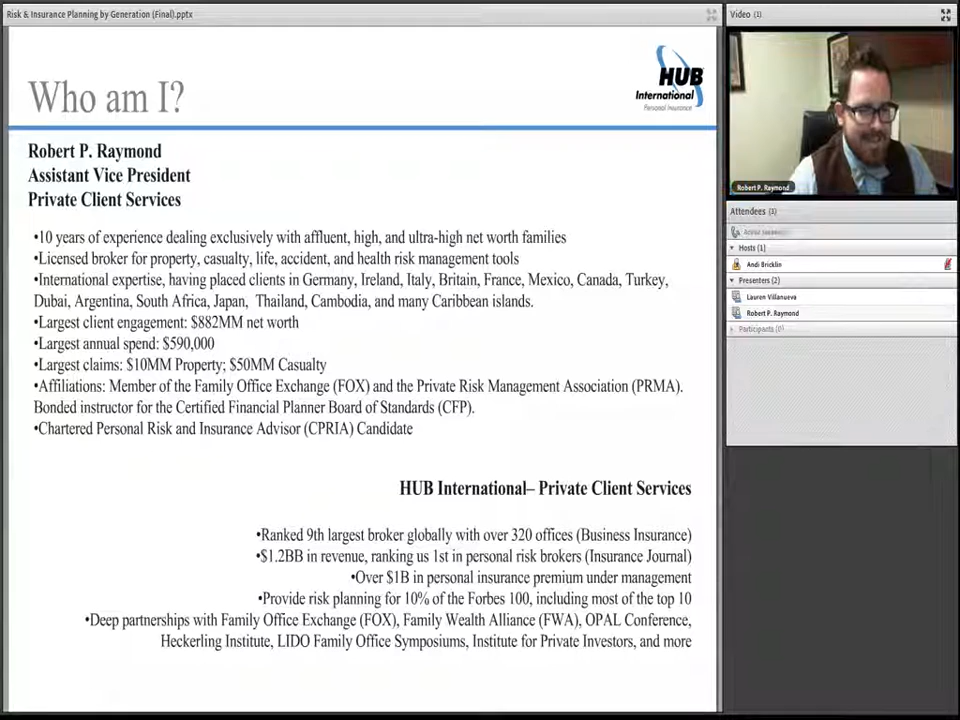 Risk & Insurance Planning by Generation (Final).pptx
Who am I?
HUB
International
Personal Insurance
Robert P. Raymond
Assistant Vice President
Private Client Services
•10 years of experience dealing exclusively with affluent, high, and ultra-high net worth families
•Licensed broker for property, casualty, life, accident, and health risk management tools
•International expertise, having placed clients in Germany, Ireland, Italy, Britain, France, Mexico, Canada, Turkey,
Dubai, Argentina, South Africa, Japan, Thailand, Cambodia, and many Caribbean islands.
•Largest client engagement: $882MM net worth
•Largest annual spend: $590,000
•Largest claims: $10MM Property; $50MM Casualty
•Affiliations: Member of the Family Office Exchange (FOX) and the Private Risk Management Association (PRMA).
Bonded instructor for the Certified Financial Planner Board of Standards (CFP).
•Chartered Personal Risk and Insurance Advisor (CPRIA) Candidate
HUB International– Private Client Services
•Ranked 9th largest broker globally with over 320 offices (Business Insurance)
•$1.2BB in revenue, ranking us 1st in personal risk brokers (Insurance Journal)
•Over $1B in personal insurance premium under management
•Provide risk planning for 10% of the Forbes 100, including most of the top 10
•Deep partnerships with Family Office Exchange (FOX), Family Wealth Alliance (FWA), OPAL Conference,
Heckerling Institute, LIDO Family Office Symposiums, Institute for Private Investors, and more
Video (1)
Robert P. Raymond
Attendees (3)
Hosts (1)
Andi Bricklin
Presenters (2)
Lauren Villanueva
Robert P. Raymond
Participants (0)